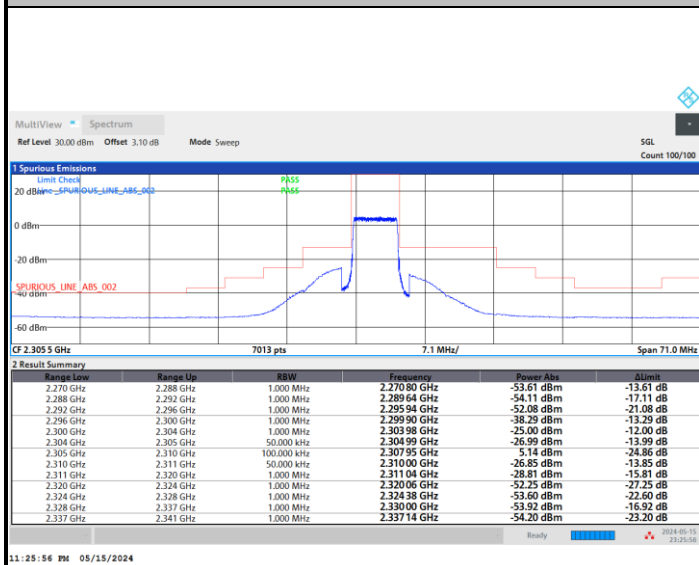 MultiView Spectrum
Ref Level 30.00 dBm Offset 3.10 dB Mode Sweep SGL
Count 100/100
1 Spurious Emissions
Limit Check PASS
20 dBm Line _SPURIOUS_LINE_ABS_002 PASS
0 dBm
-20 dBm
SPURIOUS_LINE_ABS_002
-40 dBm
-60 dBm
CF 2.305 5 GHz 7013 pts 7.1 MHz/ Span 71.0 MHz
2 Result Summary
Range Low Range Up RBW Frequency Power Abs ΔLimit
2.270 GHz 2.288 GHz 1.000 MHz 2.270 80 GHz -53.61 dBm -13.61 dB
2.288 GHz 2.292 GHz 1.000 MHz 2.289 64 GHz -54.11 dBm -17.11 dB
2.292 GHz 2.296 GHz 1.000 MHz 2.295 94 GHz -52.08 dBm -21.08 dB
2.296 GHz 2.300 GHz 1.000 MHz 2.299 90 GHz -38.29 dBm -13.29 dB
2.300 GHz 2.304 GHz 1.000 MHz 2.303 98 GHz -25.00 dBm -12.00 dB
2.304 GHz 2.305 GHz 50.000 kHz 2.304 99 GHz -26.99 dBm -13.99 dB
2.305 GHz 2.310 GHz 100.000 kHz 2.307 95 GHz 5.14 dBm -24.86 dB
2.310 GHz 2.311 GHz 50.000 kHz 2.310 00 GHz -26.85 dBm -13.85 dB
2.311 GHz 2.320 GHz 1.000 MHz 2.311 04 GHz -28.81 dBm -15.81 dB
2.320 GHz 2.324 GHz 1.000 MHz 2.320 06 GHz -52.25 dBm -27.25 dB
2.324 GHz 2.328 GHz 1.000 MHz 2.324 38 GHz -53.60 dBm -22.60 dB
2.328 GHz 2.337 GHz 1.000 MHz 2.330 00 GHz -53.92 dBm -16.92 dB
2.337 GHz 2.341 GHz 1.000 MHz 2.337 14 GHz -54.20 dBm -23.20 dB
Ready 2024-05-15
23:25:56
11:25:56 PM 05/15/2024